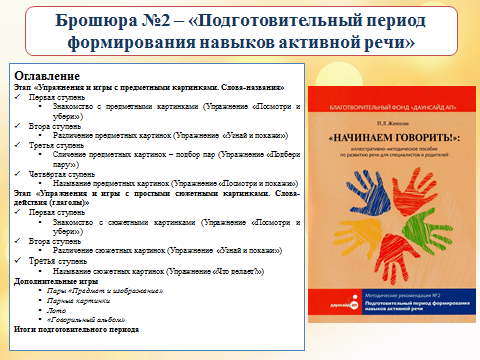 Брошюра №2 – «Подготовительный период
формирования навыков активной речи»
Оглавление
Этап «Упражнения и игры с предметными картинками. Слова-названия»
✓ Первая ступень
▪ Знакомство с предметными картинками (Упражнение «Посмотри и
убери»)
✓ Втора ступень
▪ Различение предметных картинок (Упражнение «Узнай и покажи»)
✓ Третья ступень
▪ Сличение предметных картинок – подбор пар (Упражнение «Подбери
пару»)
✓ Четвёртая ступень
▪ Называние предметных картинок (Упражнение «Посмотри и покажи»)
Этап «Упражнения и игры с простыми сюжетными картинками. Слова-
действия (глаголы)»
✓ Первая ступень
▪ Знакомство с сюжетными картинками (Упражнение «Посмотри и
убери»)
✓ Втора ступень
▪ Различение сюжетных картинок (Упражнение «Узнай и покажи»)
✓ Третья ступень
▪ Называние сюжетных картинок (Упражнение «Что делает?»)
Дополнительные игры
▪ Пары «Предмет и изображение»
▪ Парные картинки
▪ Лото
▪ «Говорильный альбом»
Итоги подготовительного периода
БЛАГОТВОРИТЕЛЬНЫЙ ФОНД «ДАУНСАЙД АП»
П.Л. Жиянова
«НАЧИНАЕМ ГОВОРИТЬ!»:
иллюстративно-методическое пособие
по развитию речи для специалистов и родителей
даунсайд ап
Методические рекомендации №2
Подготовительный период формирования
навыков активной речи